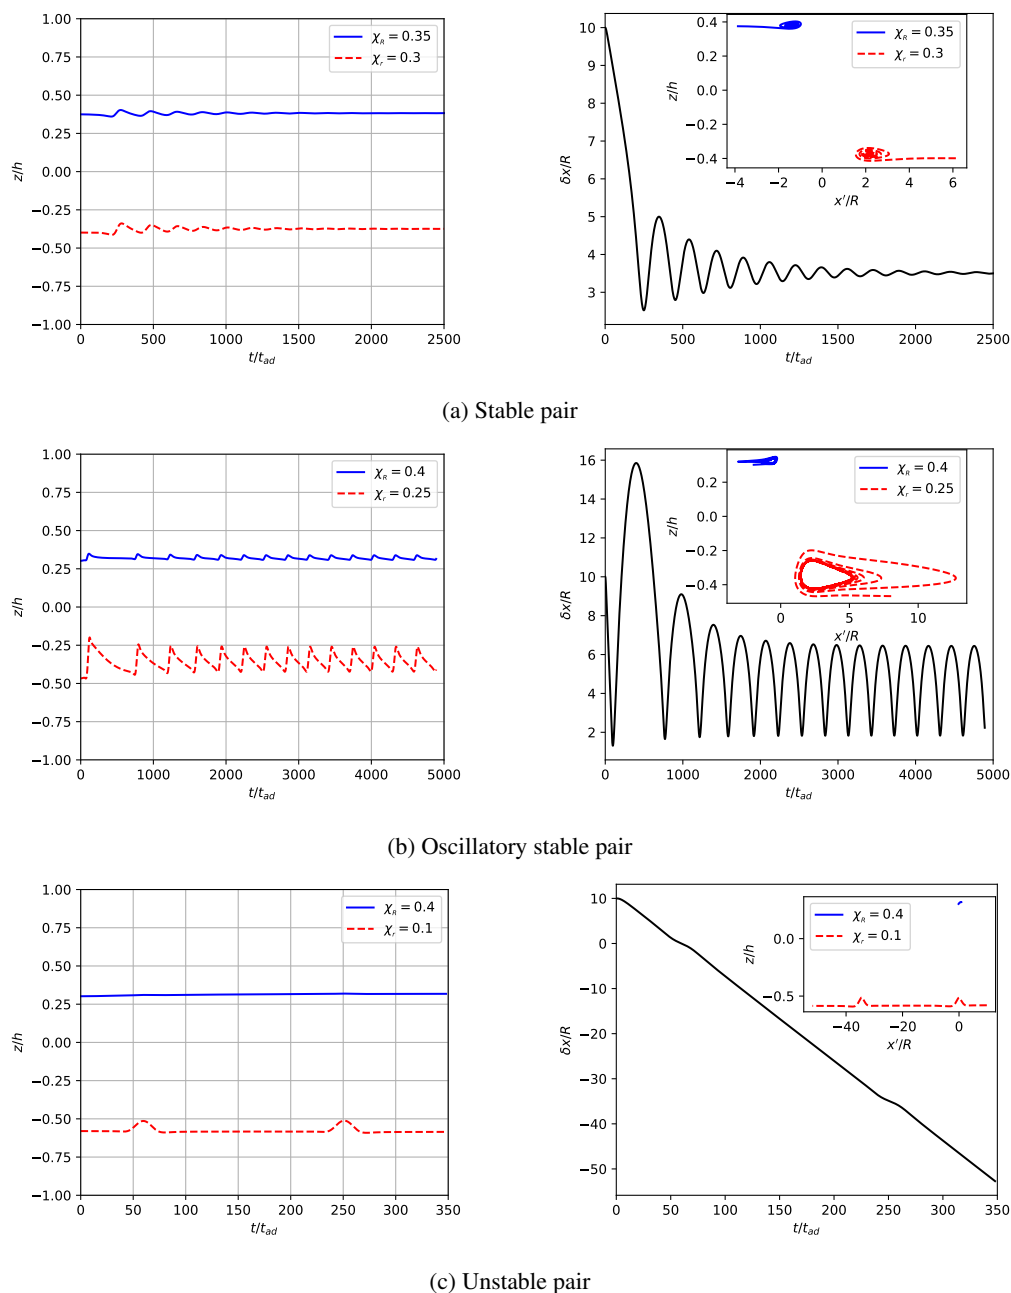 1.00
0.75
0.50
0.25
0.00
−0.25
−0.50
−0.75
−1.00
z/h
0 500 1000 1500 2000 2500
t/t_ad
χ_R = 0.35
χ_r = 0.3
10
9
8
7
6
5
4
3
δx/R
0 500 1000 1500 2000 2500
t/t_ad
0.4
0.2
0.0
−0.2
−0.4
z/h
−4 −2 0 2 4 6
x′/R
χ_R = 0.35
χ_r = 0.3
(a) Stable pair
1.00
0.75
0.50
0.25
0.00
−0.25
−0.50
−0.75
−1.00
z/h
0 1000 2000 3000 4000 5000
t/t_ad
χ_R = 0.4
χ_r = 0.25
16
14
12
10
8
6
4
2
δx/R
0 1000 2000 3000 4000 5000
t/t_ad
0.2
0.0
−0.2
−0.4
z/h
0 5 10
x′/R
χ_R = 0.4
χ_r = 0.25
(b) Oscillatory stable pair
1.00
0.75
0.50
0.25
0.00
−0.25
−0.50
−0.75
−1.00
z/h
0 50 100 150 200 250 300 350
t/t_ad
χ_R = 0.4
χ_r = 0.1
10
0
−10
−20
−30
−40
−50
δx/R
0 50 100 150 200 250 300 350
t/t_ad
0.0
−0.5
z/h
−40 −20 0
x′/R
χ_R = 0.4
χ_r = 0.1
(c) Unstable pair